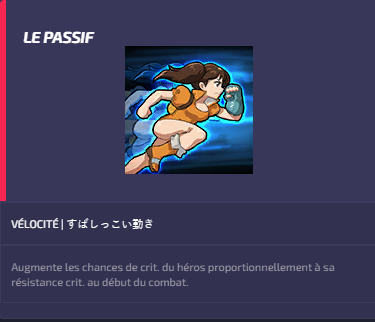 LE PASSIF
VÉLOCITÉ | すばしっこい動き
Augmente les chances de crit. du héros proportionnellement à sa
résistance crit. au début du combat.